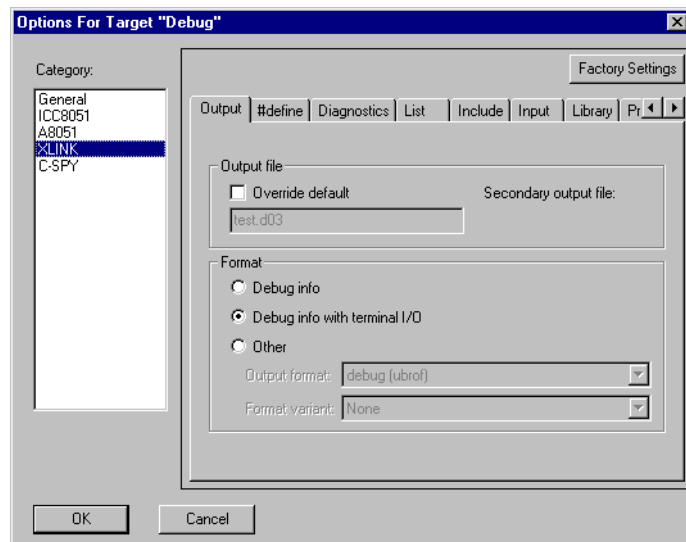 Options For Target "Debug"
Category:
General
ICC8051
A8051
XLINK
C-SPY
Factory Settings
Output #define Diagnostics List Include Input Library Pr
Output file
Override default Secondary output file:
test.d03
Format
Debug info
Debug info with terminal I/O
Other
Output format: debug (ubrof)
Format variant: None
OK Cancel